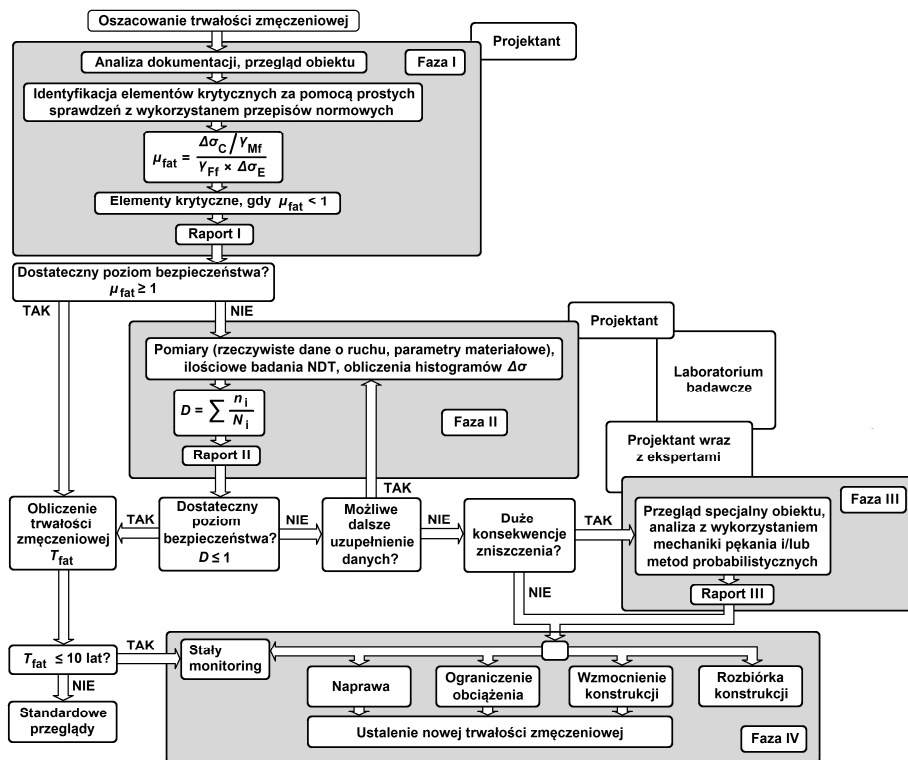 Oszacowanie trwałości zmęczeniowej
Projektant
Analiza dokumentacji, przegląd obiektu
Faza I
Identyfikacja elementów krytycznych za pomocą prostych
sprawdzeń z wykorzystanem przepisów normowych
μfat = ΔσC / γMf
γFf × ΔσE
Elementy krytyczne, gdy μfat < 1
Raport I
Dostateczny poziom bezpieczeństwa?
μfat ≥ 1
TAK
NIE
Projektant
Pomiary (rzeczywiste dane o ruchu, parametry materiałowe),
ilościowe badania NDT, obliczenia histogramów Δσ
Laboratorium
badawcze
D = ∑ ni
Ni
Faza II
Raport II
Projektant wraz
z ekspertami
TAK
Faza III
Obliczenie
trwałości
zmęczeniowej
Tfat
TAK
Dostateczny
poziom
bezpieczeństwa?
D ≤ 1
NIE
Możliwe
dalsze
uzupełnienie
danych?
NIE
Duże
konsekwencje
zniszczenia?
TAK
Przegląd specjalny obiektu,
analiza z wykorzystaniem
mechaniki pękania i/lub
metod probabilistycznych
NIE
Raport III
Tfat ≤ 10 lat?
TAK
Stały
monitoring
NIE
Naprawa
Ograniczenie
obciążenia
Wzmocnienie
konstrukcji
Rozbiórka
konstrukcji
Standardowe
przeglądy
Ustalenie nowej trwałości zmęczeniowej
Faza IV